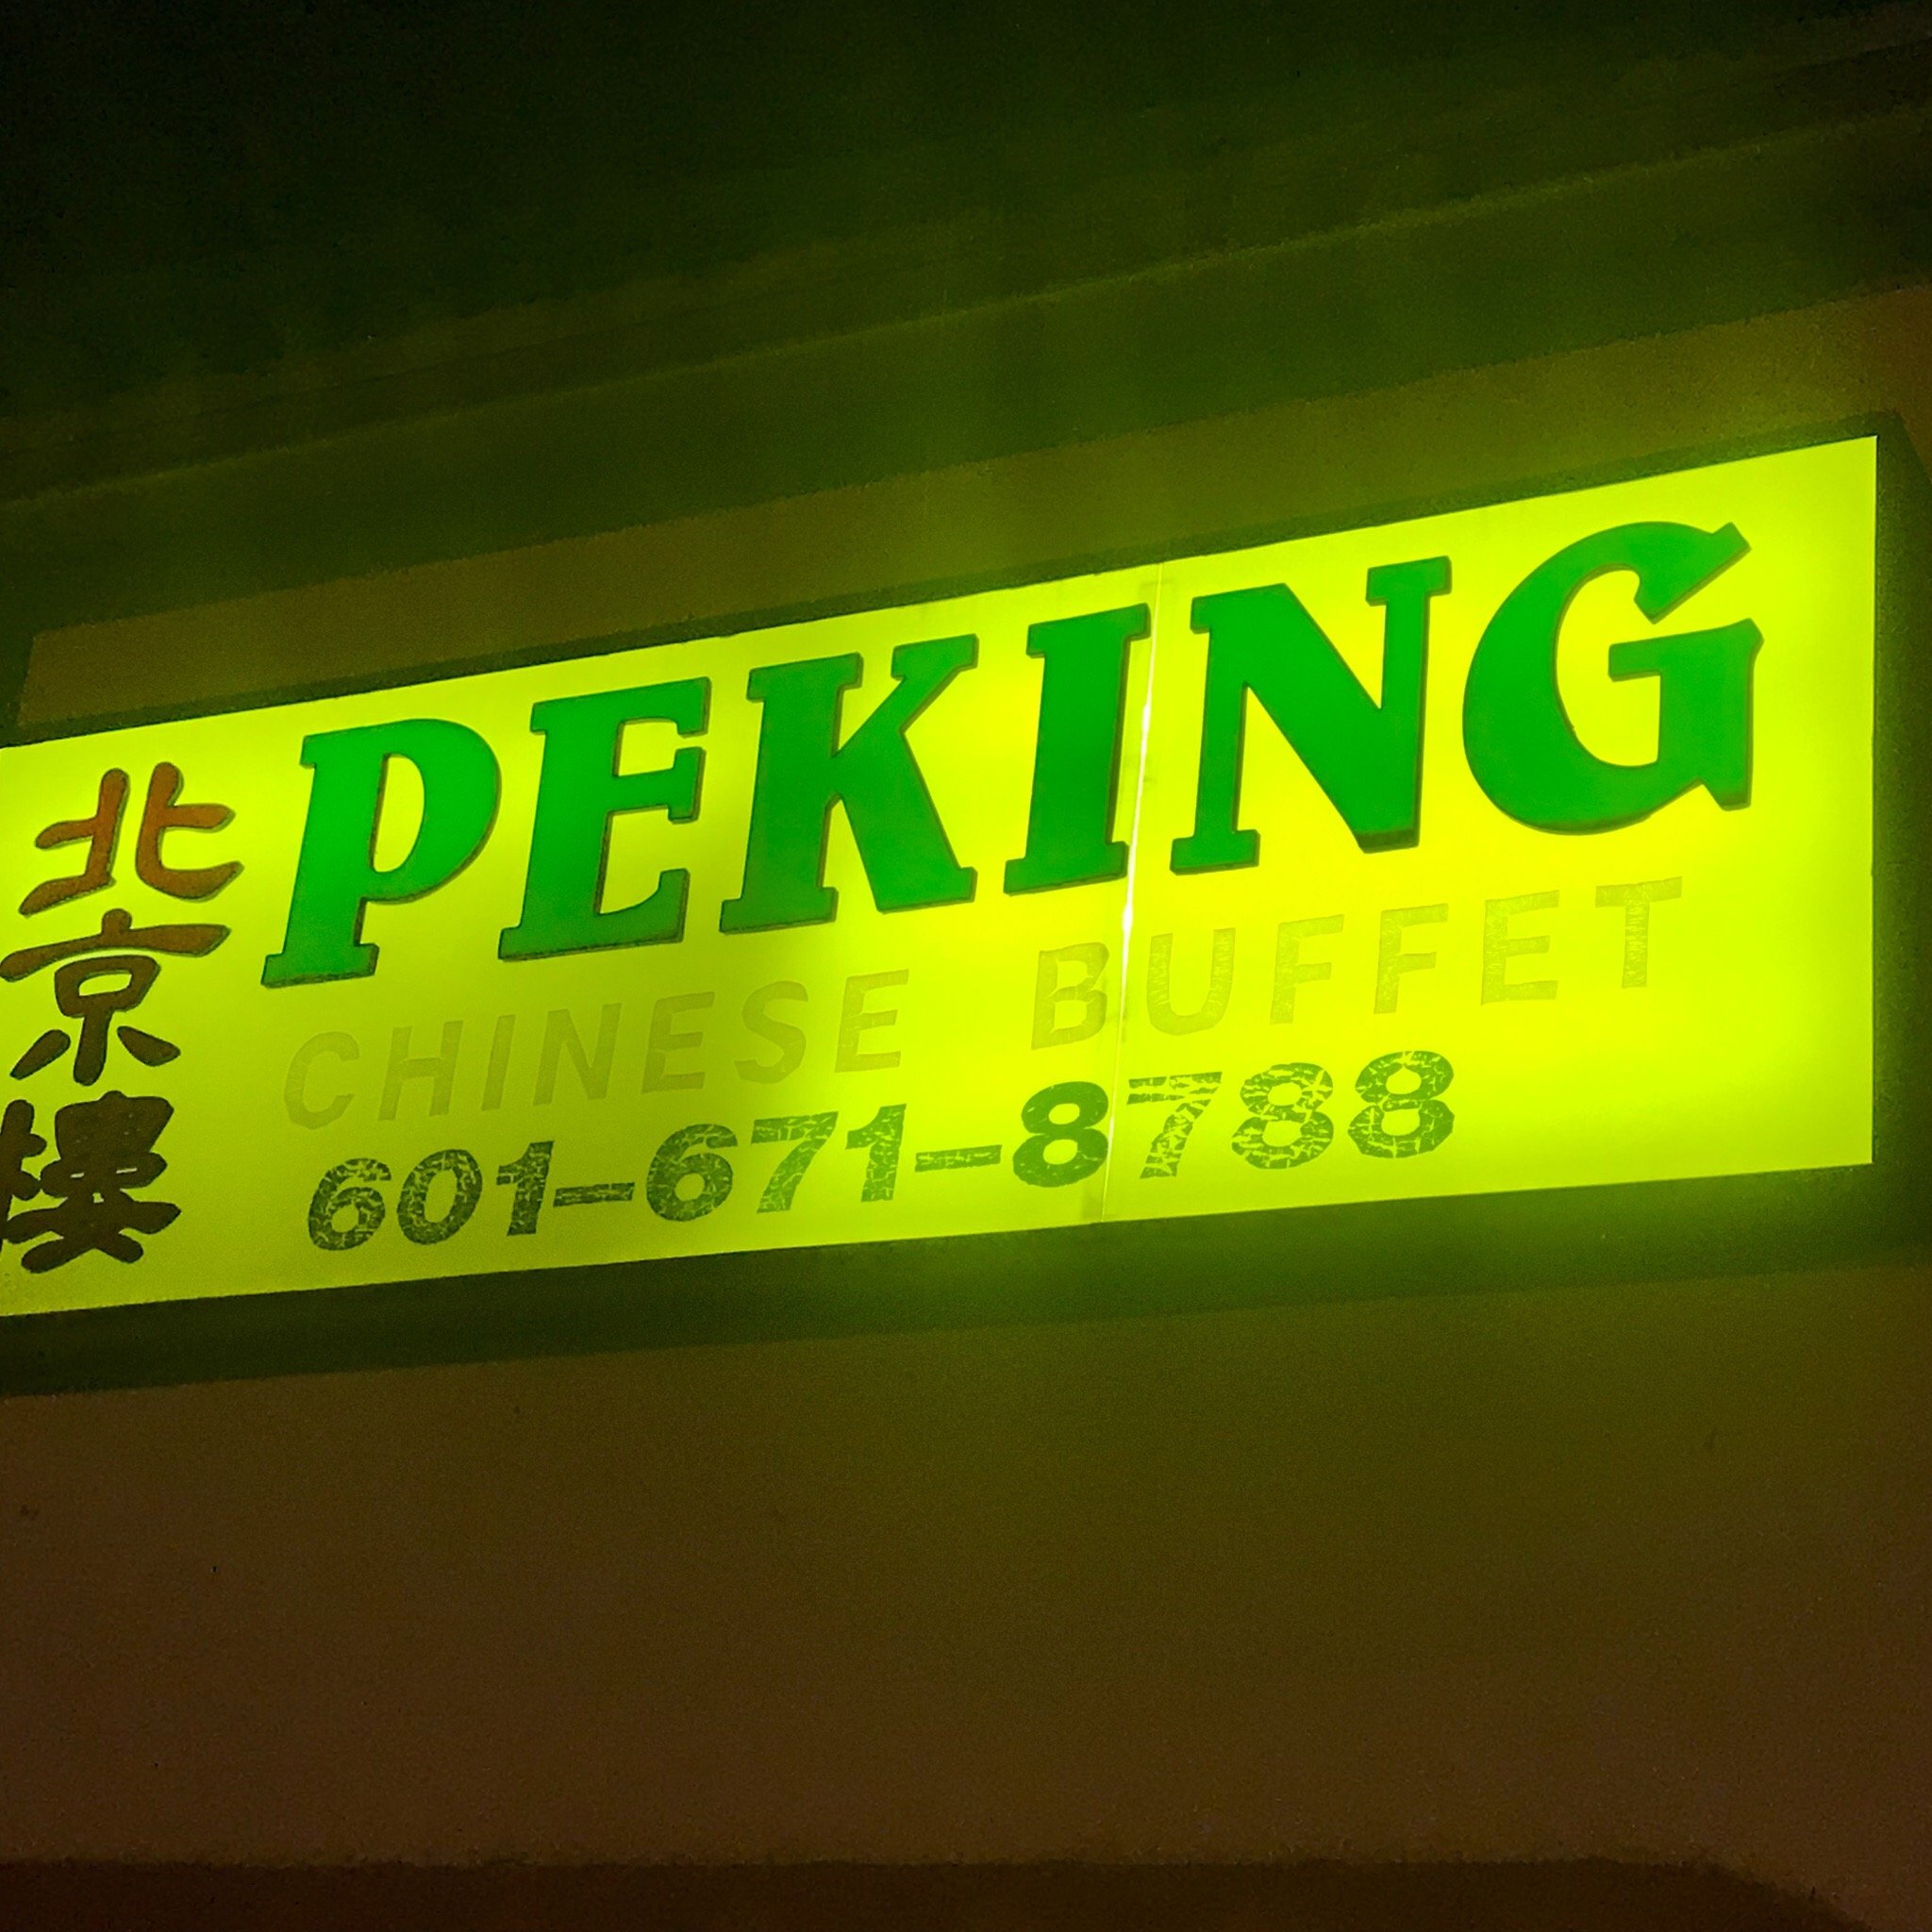 北京樓
PEKING
CHINESE BUFFET
601-671-8788